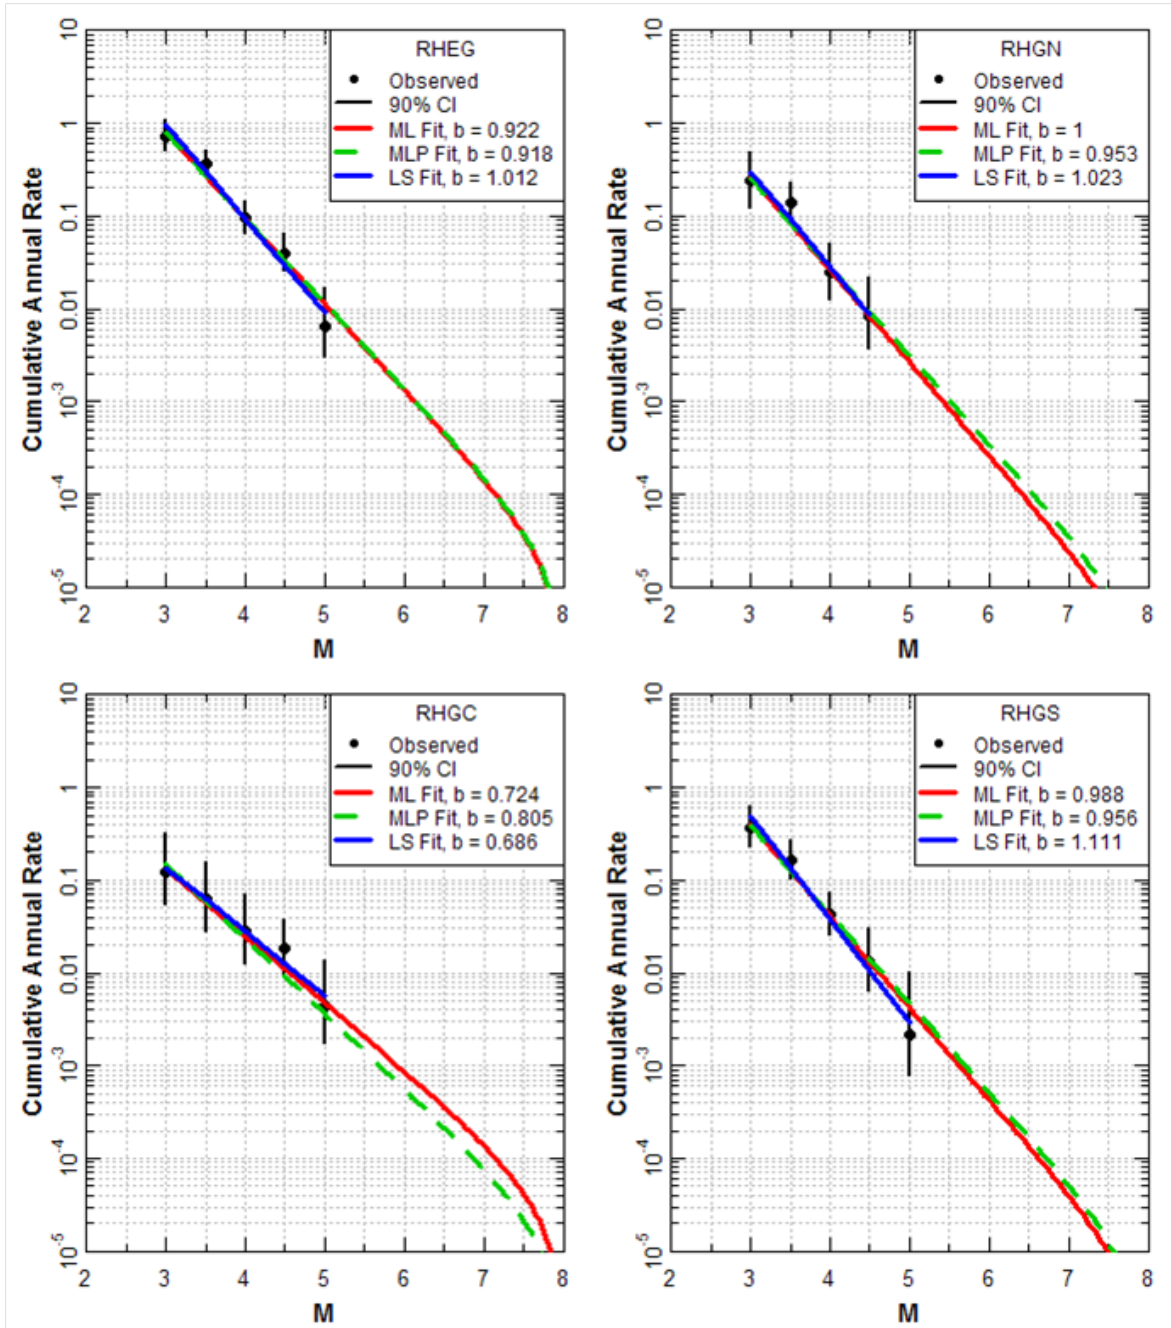 RHEG
Observed
90% CI
ML Fit, b = 0.922
MLP Fit, b = 0.918
LS Fit, b = 1.012
Cumulative Annual Rate
10
1
0.1
0.01
10-3
10-4
10-5
2 3 4 5 6 7 8
M
RHGN
Observed
90% CI
ML Fit, b = 1
MLP Fit, b = 0.953
LS Fit, b = 1.023
Cumulative Annual Rate
10
1
0.1
0.01
10-3
10-4
10-5
2 3 4 5 6 7 8
M
RHGC
Observed
90% CI
ML Fit, b = 0.724
MLP Fit, b = 0.805
LS Fit, b = 0.686
Cumulative Annual Rate
10
1
0.1
0.01
10-3
10-4
10-5
2 3 4 5 6 7 8
M
RHGS
Observed
90% CI
ML Fit, b = 0.988
MLP Fit, b = 0.956
LS Fit, b = 1.111
Cumulative Annual Rate
10
1
0.1
0.01
10-3
10-4
10-5
2 3 4 5 6 7 8
M